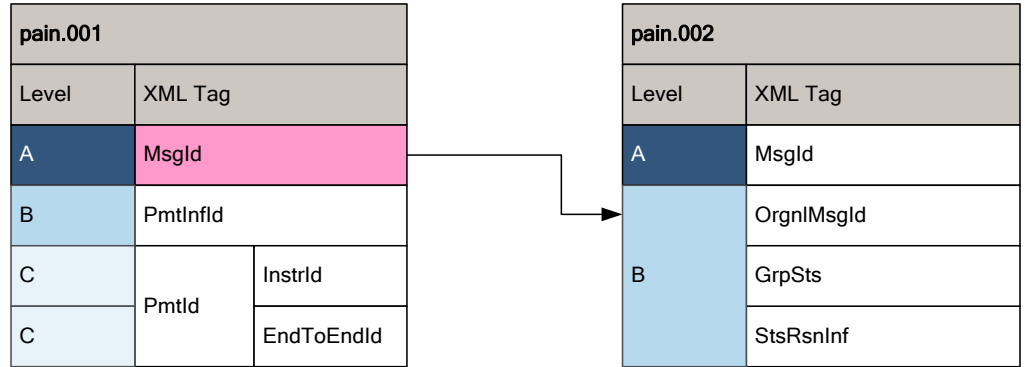 pain.001
Level XML Tag
A MsgId
B PmtInfId
C PmtId InstrId
C EndToEndId
pain.002
Level XML Tag
A MsgId
B OrgnlMsgId
GrpSts
StsRsnInf